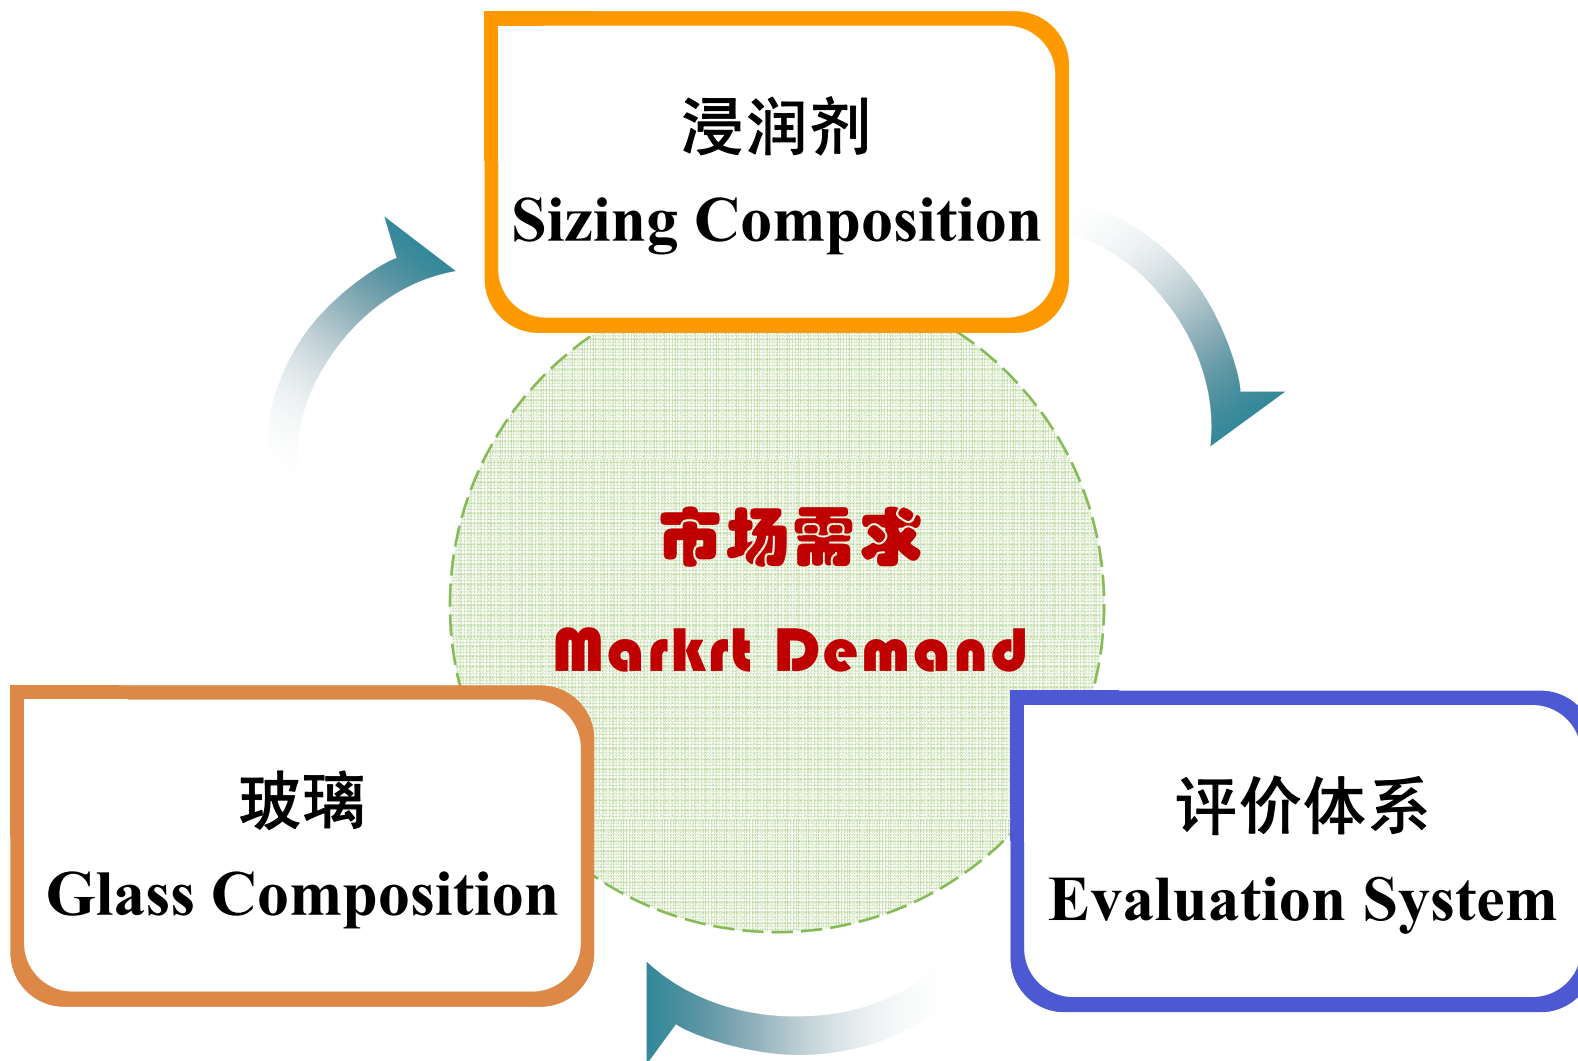 浸润剂
Sizing Composition
市场需求
Markrt Demand
玻璃
Glass Composition
评价体系
Evaluation System